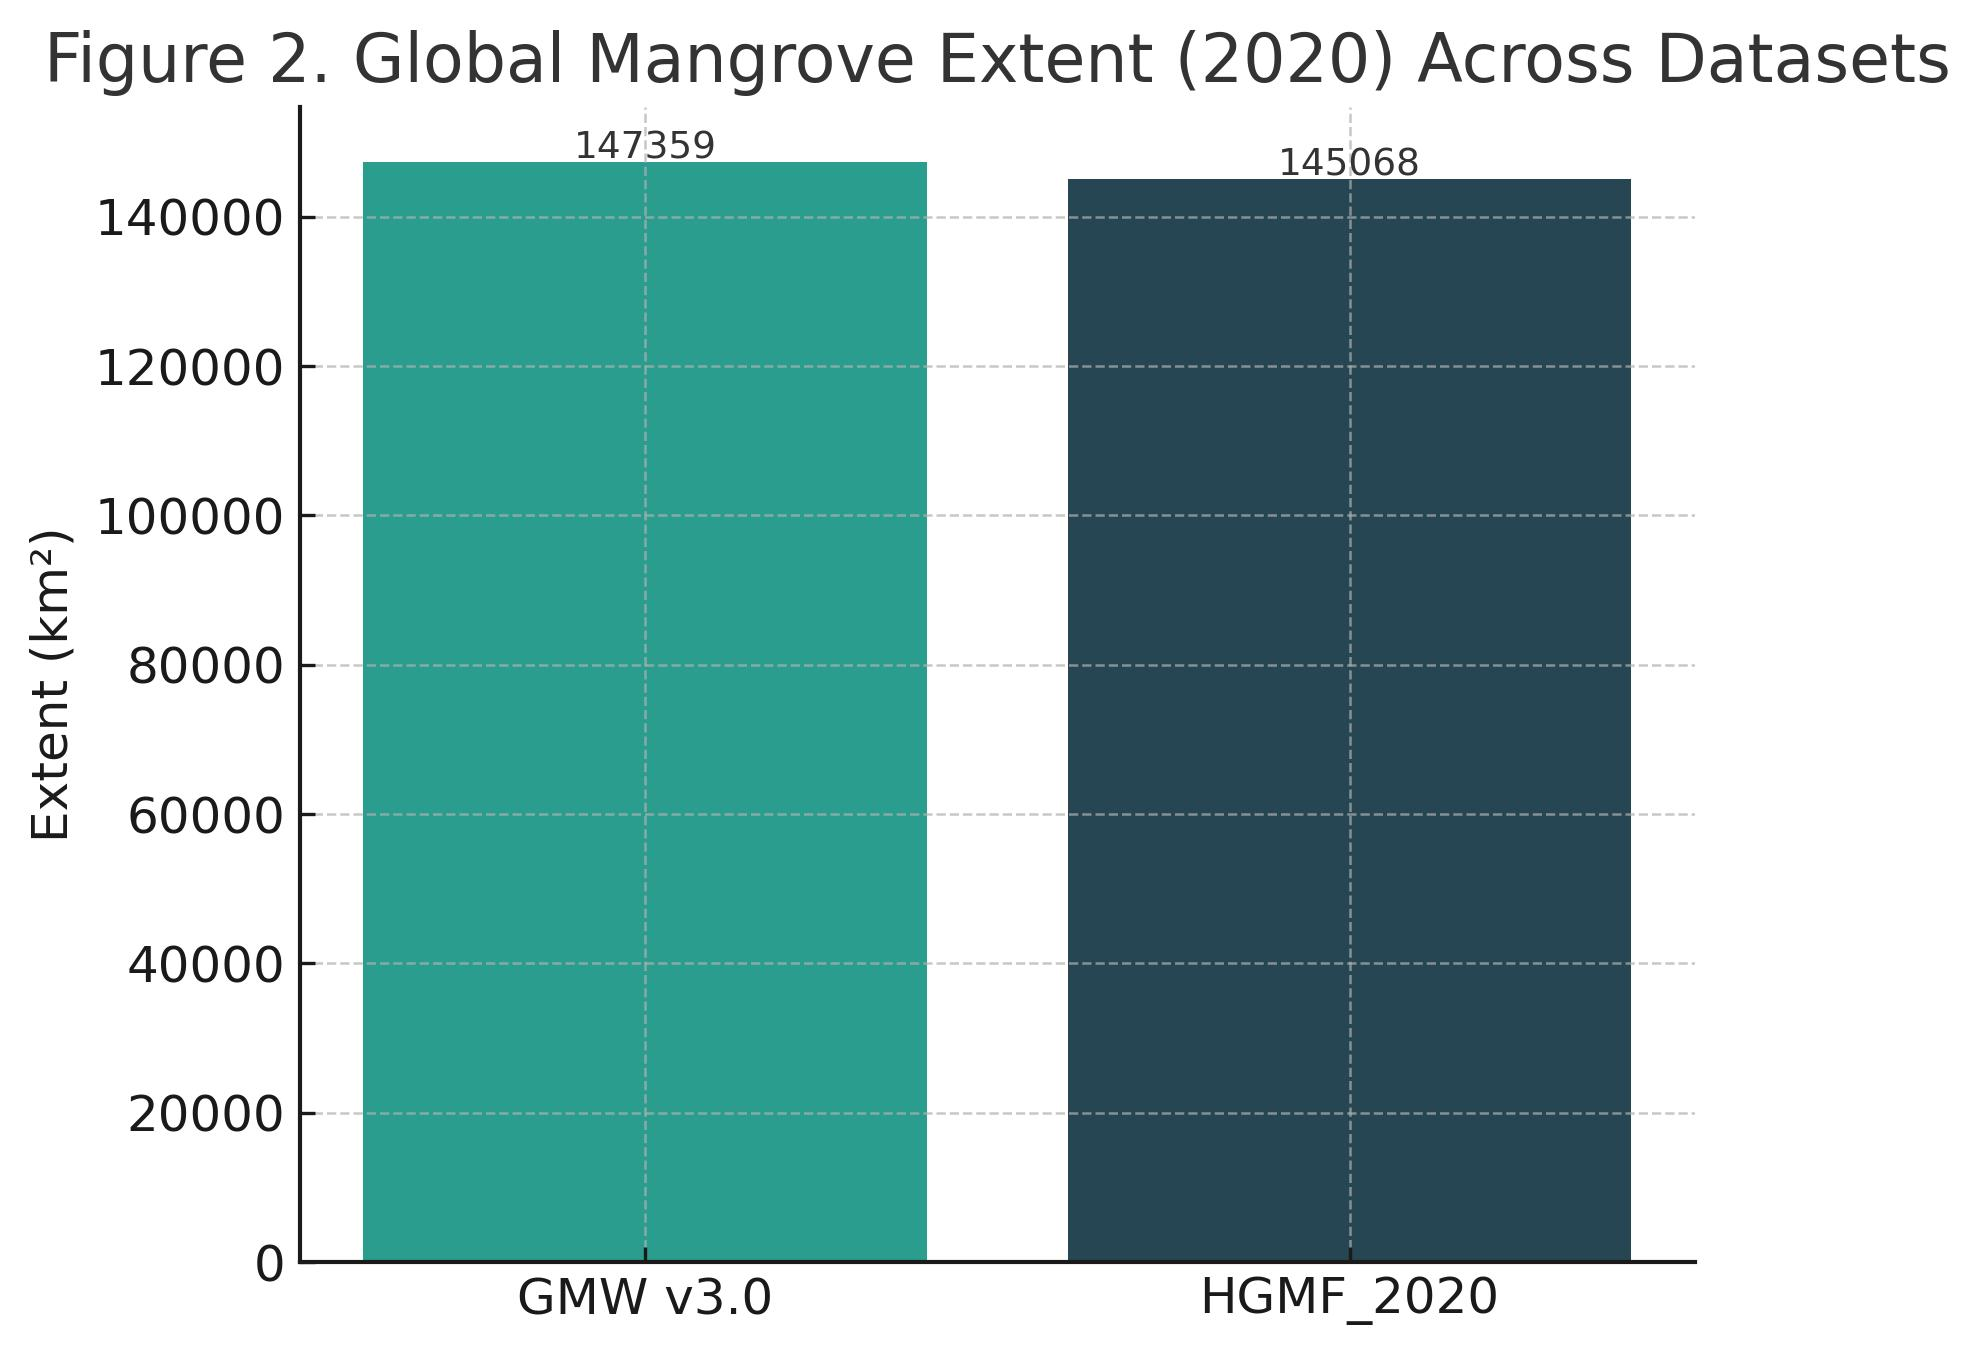 Figure 2. Global Mangrove Extent (2020) Across Datasets
147359
145068
140000
120000
100000
80000
60000
40000
20000
0
Extent (km²)
GMW v3.0
HGMF_2020